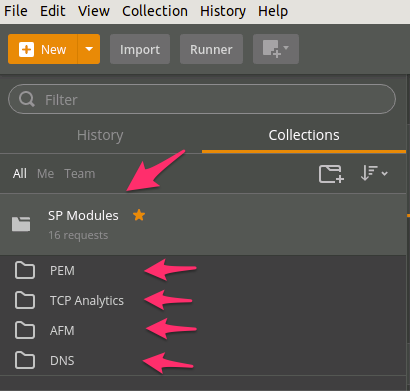 File Edit View Collection History Help
New Import Runner
Filter
History Collections
All Me Team
SP Modules
16 requests
PEM
TCP Analytics
AFM
DNS